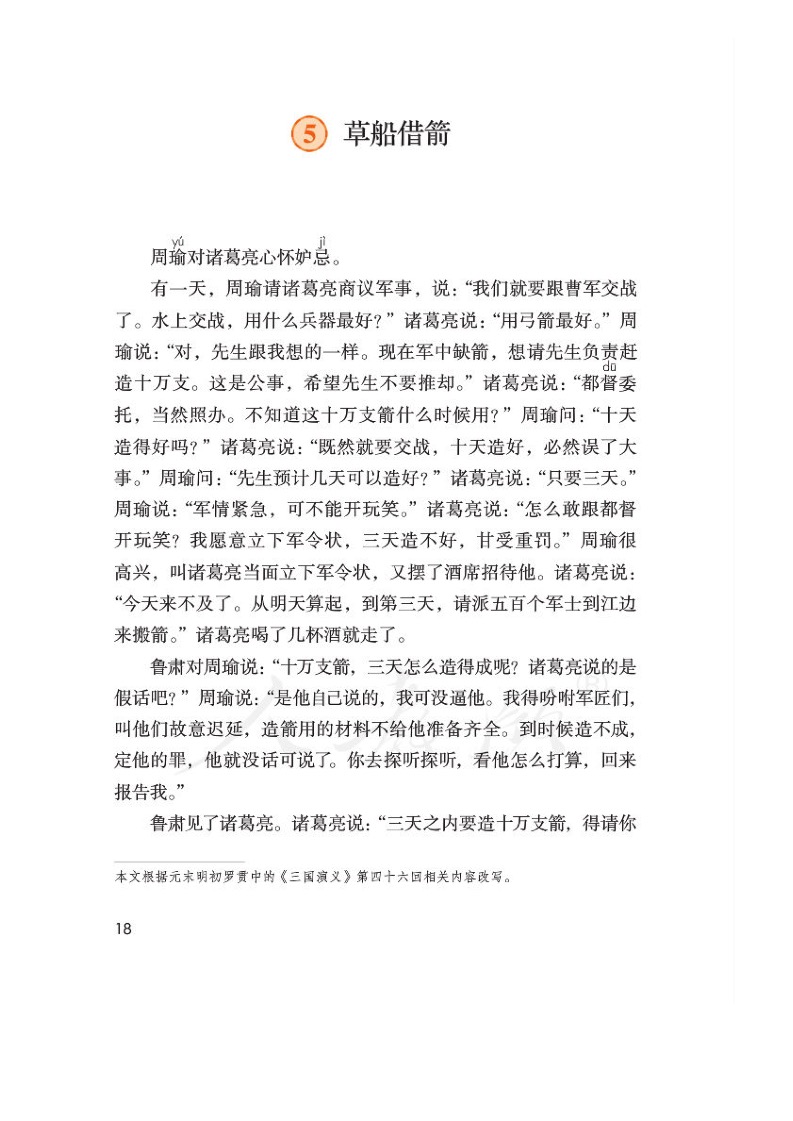 5 草船借箭
yú jì
周瑜对诸葛亮心怀妒忌。
有一天，周瑜请诸葛亮商议军事，说：“我们就要跟曹军交战
了。水上交战，用什么兵器最好？”诸葛亮说：“用弓箭最好。”周
瑜说：“对，先生跟我想的一样。现在军中缺箭，想请先生负责赶
dū
造十万支。这是公事，希望先生不要推却。”诸葛亮说：“都督委
托，当然照办。不知道这十万支箭什么时候用？”周瑜问：“十天
造得好吗？”诸葛亮说：“既然就要交战，十天造好，必然误了大
事。”周瑜问：“先生预计几天可以造好？”诸葛亮说：“只要三天。”
周瑜说：“军情紧急，可不能开玩笑。”诸葛亮说：“怎么敢跟都督
开玩笑？我愿意立下军令状，三天造不好，甘受重罚。”周瑜很
高兴，叫诸葛亮当面立下军令状，又摆了酒席招待他。诸葛亮说：
“今天来不及了。从明天算起，到第三天，请派五百个军士到江边
来搬箭。”诸葛亮喝了几杯酒就走了。
鲁肃对周瑜说：“十万支箭，三天怎么造得成呢？诸葛亮说的是
假话吧？”周瑜说：“是他自己说的，我可没逼他。我得吩咐军匠们，
叫他们故意迟延，造箭用的材料不给他准备齐全。到时候造不成，
定他的罪，他就没话可说了。你去探听探听，看他怎么打算，回来
报告我。”
鲁肃见了诸葛亮。诸葛亮说：“三天之内要造十万支箭，得请你
本文根据元末明初罗贯中的《三国演义》第四十六回相关内容改写。
18